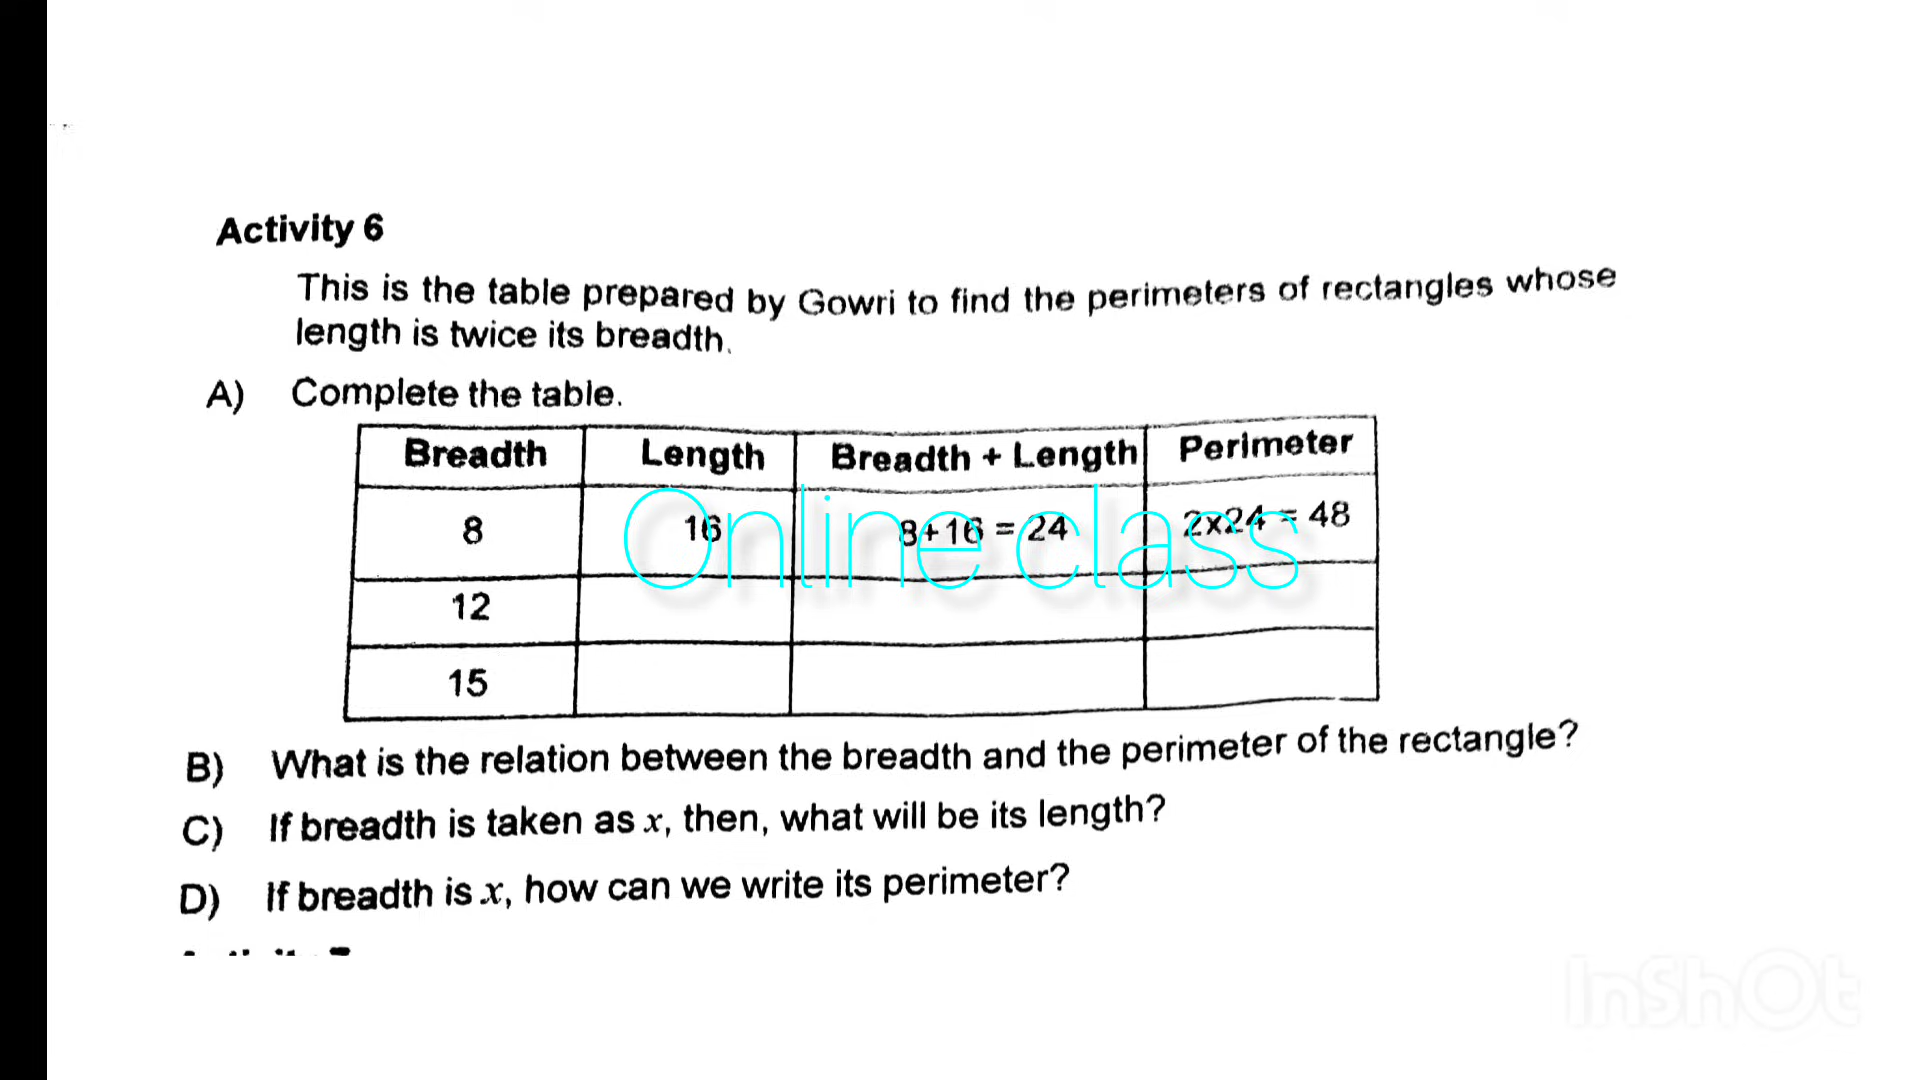 Activity 6
This is the table prepared by Gowri to find the perimeters of rectangles whose
length is twice its breadth.
A) Complete the table.
Breadth Length Breadth + Length Perimeter
8 16 8+16 = 24 2x24 = 48
Online class
12
15
B) What is the relation between the breadth and the perimeter of the rectangle?
C) If breadth is taken as x, then, what will be its length?
D) If breadth is x, how can we write its perimeter?
InShOt